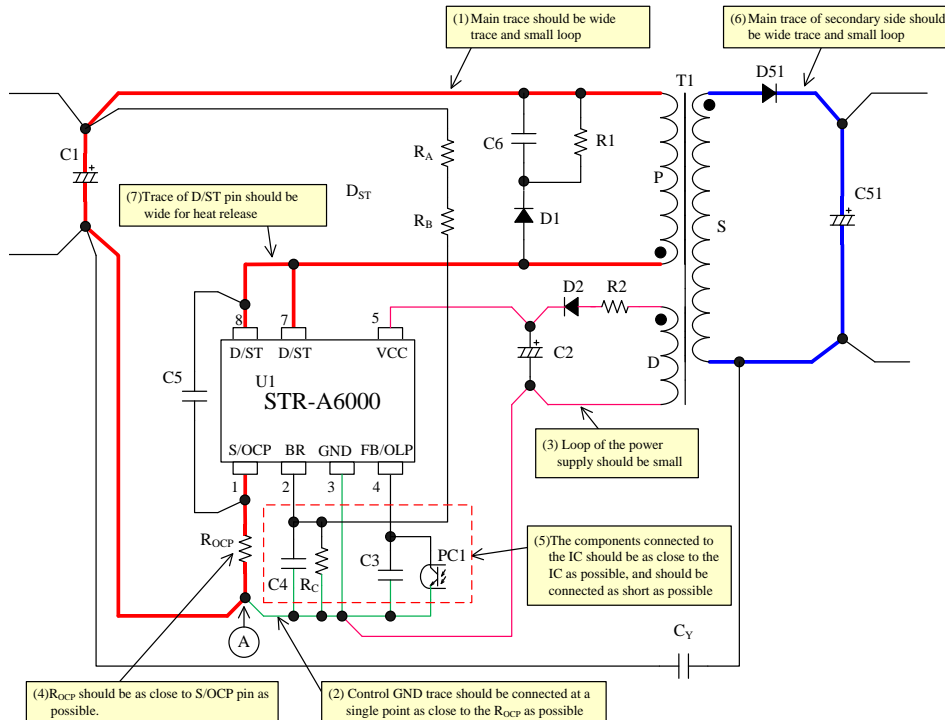 (1) Main trace should be wide
trace and small loop
(6) Main trace of secondary side should
be wide trace and small loop
T1
D51
C1
C6
R1
RA
P
DST
(7)Trace of D/ST pin should be
wide for heat release
RB
D1
S
C51
D2
R2
8
7
5
D/ST
D/ST
VCC
C2
C5
U1
D
STR-A6000
S/OCP
BR
GND
FB/OLP
(3) Loop of the power
supply should be small
1
2
3
4
ROCP
C4
RC
C3
PC1
(5)The components connected to
the IC should be as close to the
IC as possible, and should be
connected as short as possible
A
CY
(4)ROCP should be as close to S/OCP pin as
possible.
(2) Control GND trace should be connected at a
single point as close to the ROCP as possible